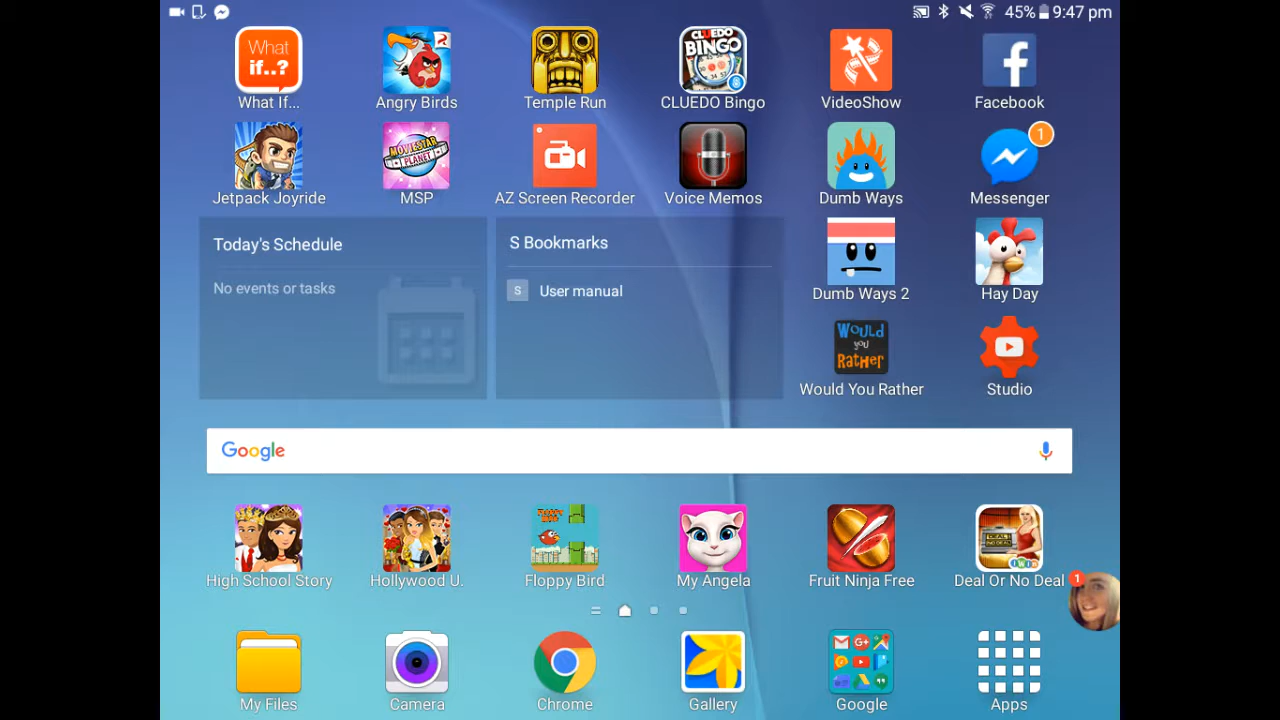 45% 9:47 pm
What if..?
CLUEDO BINGO
What If...
Angry Birds
Temple Run
CLUEDO Bingo
VideoShow
Facebook
MOVIESTAR PLANET
1
Jetpack Joyride
MSP
AZ Screen Recorder
Voice Memos
Dumb Ways
Messenger
Today's Schedule
S Bookmarks
No events or tasks
S User manual
Dumb Ways 2
Hay Day
Would you Rather
Would You Rather
Studio
Google
DEAL NO DEAL
iWin
High School Story
Hollywood U.
Floppy Bird
My Angela
Fruit Ninja Free
Deal Or No Deal
1
My Files
Camera
Chrome
Gallery
Google
Apps